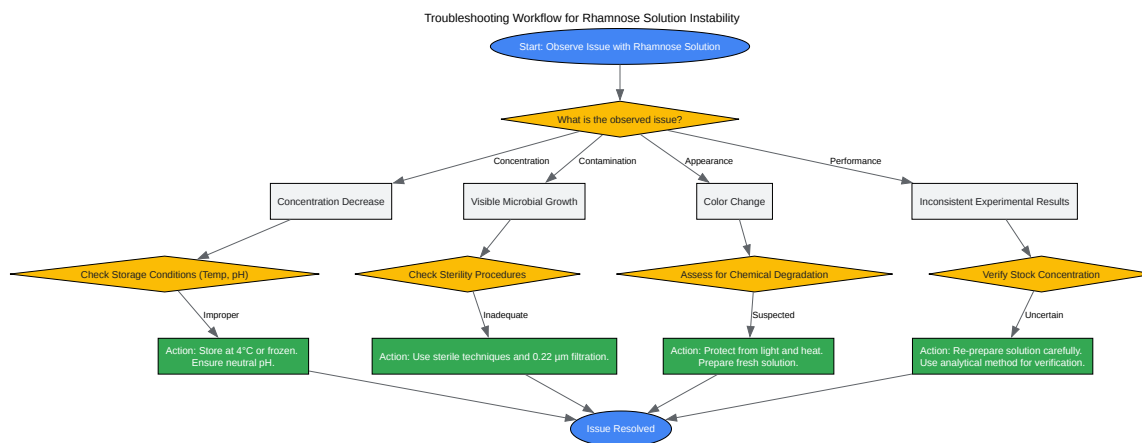 Troubleshooting Workflow for Rhamnose Solution Instability
Start: Observe Issue with Rhamnose Solution
What is the observed issue?
Concentration
Contamination
Appearance
Performance
Concentration Decrease
Visible Microbial Growth
Color Change
Inconsistent Experimental Results
Check Storage Conditions (Temp, pH)
Check Sterility Procedures
Assess for Chemical Degradation
Verify Stock Concentration
Improper
Inadequate
Suspected
Uncertain
Action: Store at 4°C or frozen.
Ensure neutral pH.
Action: Use sterile techniques and 0.22 µm filtration.
Action: Protect from light and heat.
Prepare fresh solution.
Action: Re-prepare solution carefully.
Use analytical method for verification.
Issue Resolved